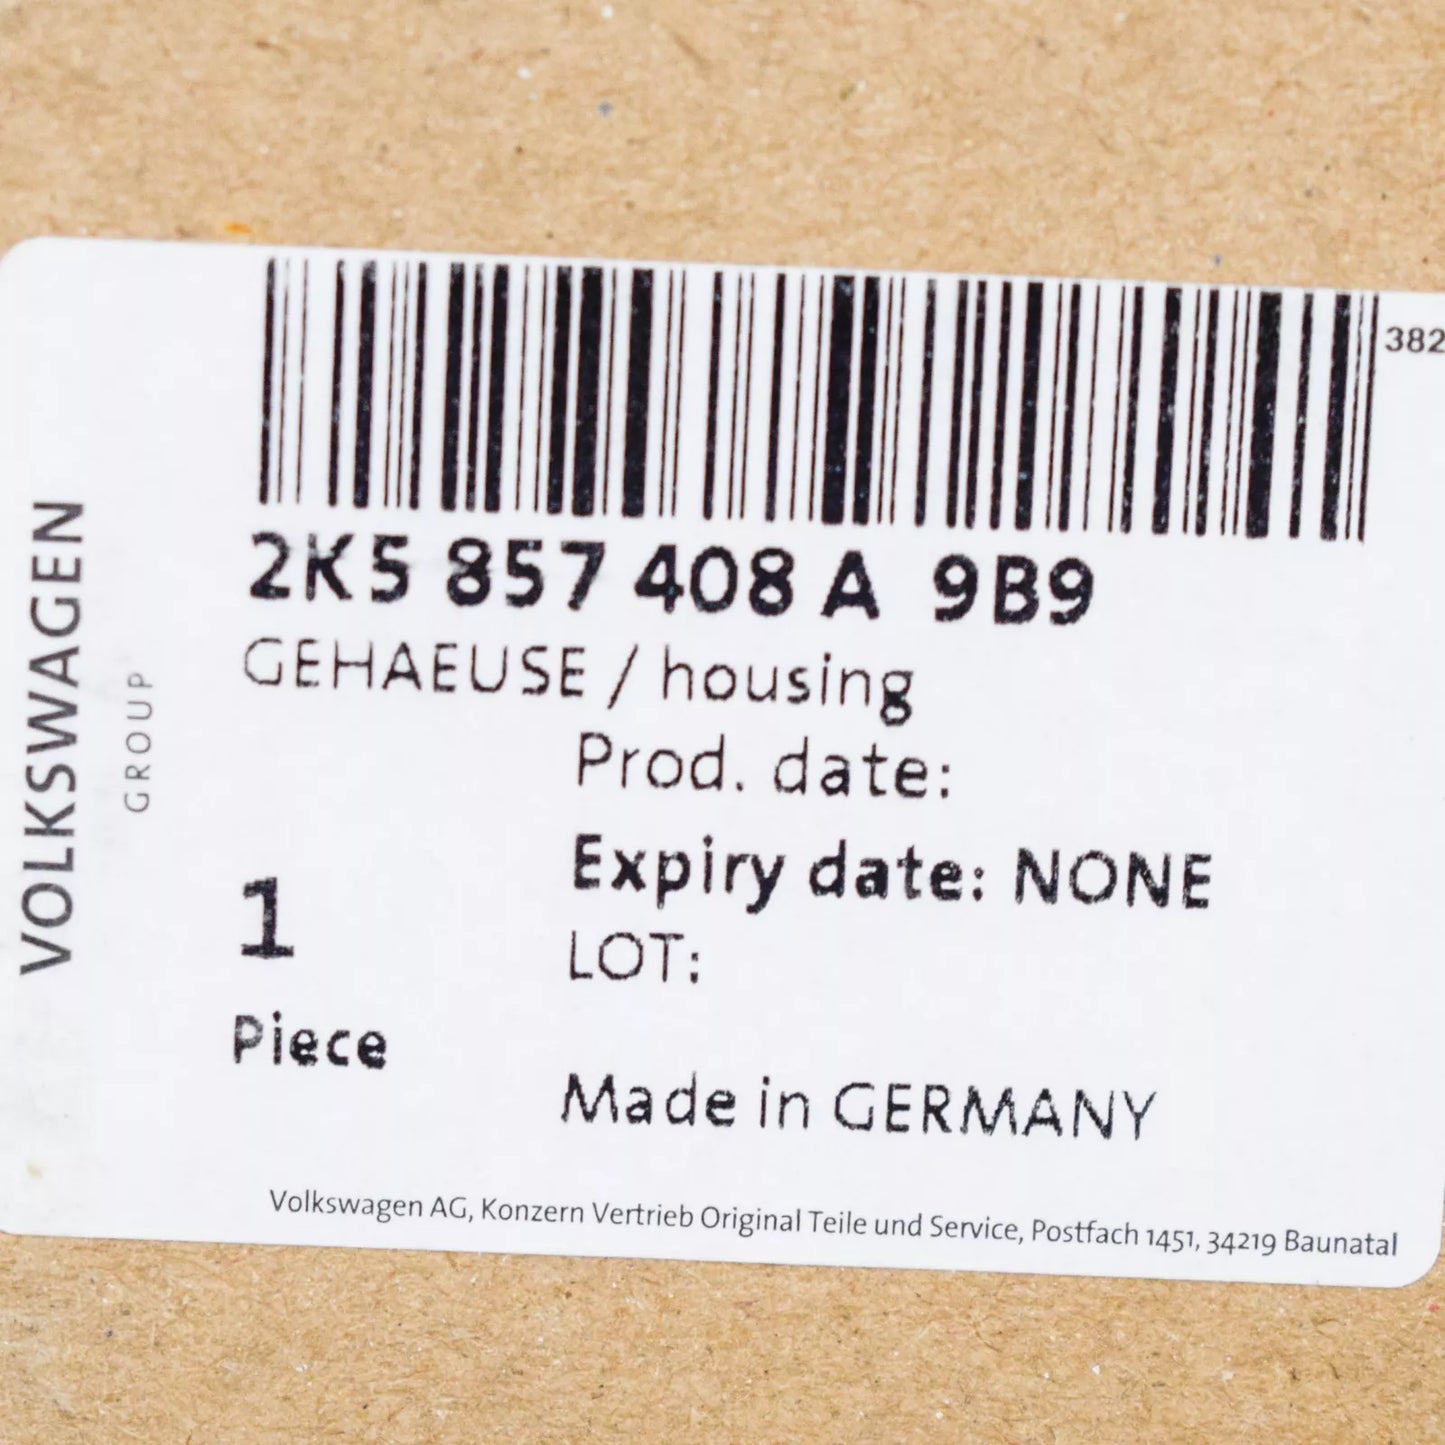 VOLKSWAGEN
GROUP
382
2K5 857 408 A 9B9
GEHAEUSE / housing
Prod. date:
Expiry date: NONE
1
LOT:
Piece
Made in GERMANY
Volkswagen AG, Konzern Vertrieb Original Teile und Service, Postfach 1451, 34219 Baunatal